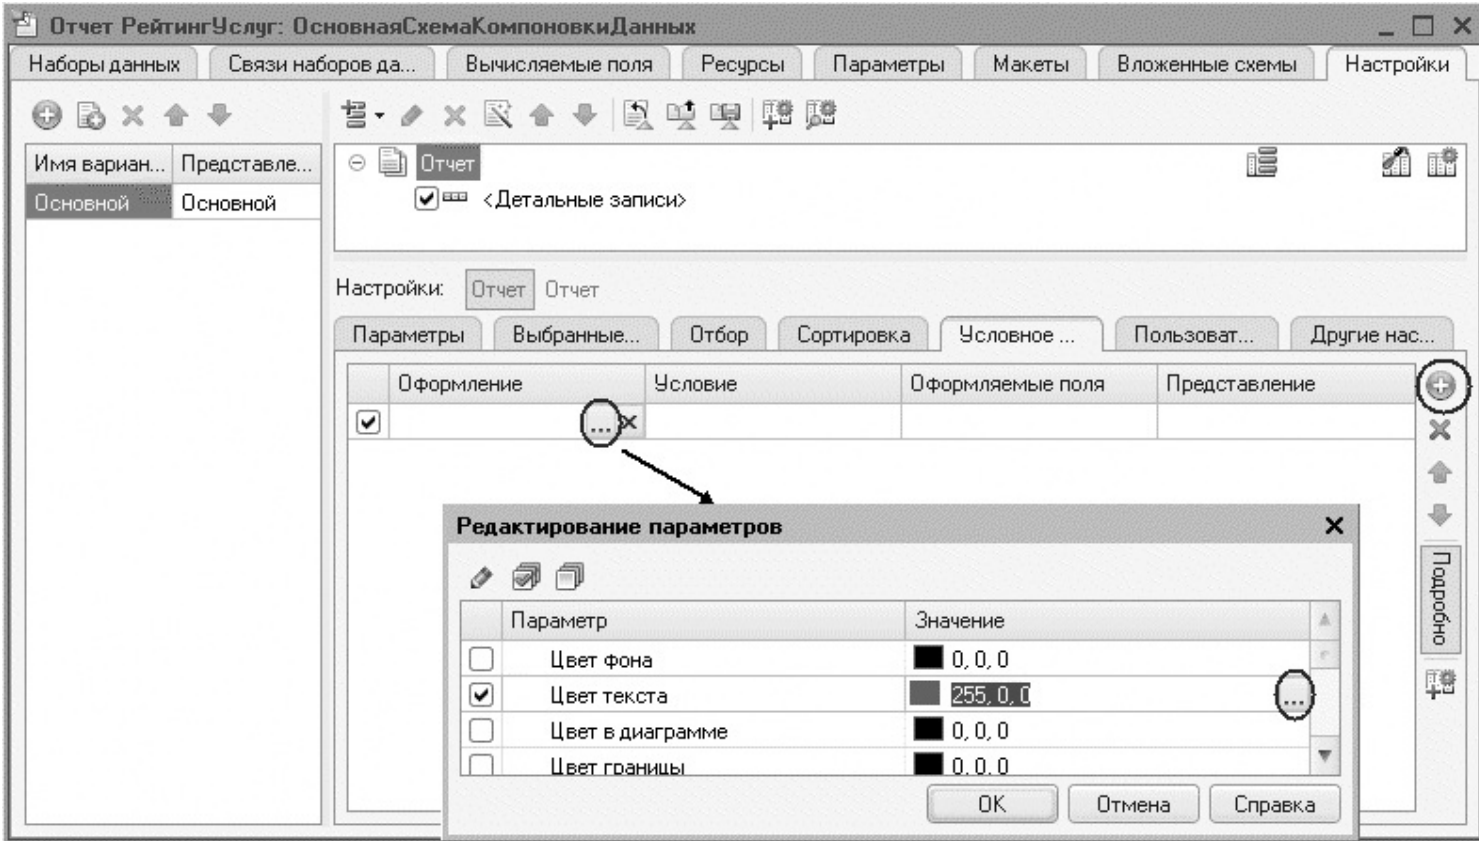 Отчет РейтингУслуг: ОсновнаяСхемаКомпоновкиДанных
Наборы данных Связи наборов да... Вычисляемые поля Ресурсы Параметры Макеты Вложенные схемы Настройки
Имя вариан... Представле...
Основной Основной
Отчет
<Детальные записи>
Настройки: Отчет Отчет
Параметры Выбранные... Отбор Сортировка Условное ... Пользоват... Другие нас...
Оформление Условие Оформляемые поля Представление
...
Подробно
Редактирование параметров
Параметр Значение
Цвет фона 0, 0, 0
Цвет текста 255, 0, 0 ...
Цвет в диаграмме 0, 0, 0
Цвет границы 0, 0, 0
OK Отмена Справка